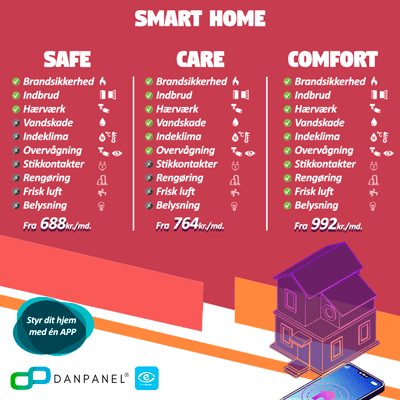 SMART HOME
SAFE
Brandsikkerhed
Indbrud
Hærværk
Vandskade
Indeklima
Overvågning
Stikkontakter
Rengøring
Frisk luft
Belysning
Fra 688kr./md.
CARE
Brandsikkerhed
Indbrud
Hærværk
Vandskade
Indeklima
Overvågning
Stikkontakter
Rengøring
Frisk luft
Belysning
Fra 764kr./md.
COMFORT
Brandsikkerhed
Indbrud
Hærværk
Vandskade
Indeklima
Overvågning
Stikkontakter
Rengøring
Frisk luft
Belysning
Fra 992kr./md.
Styr dit hjem
med én APP
DANPANEL®